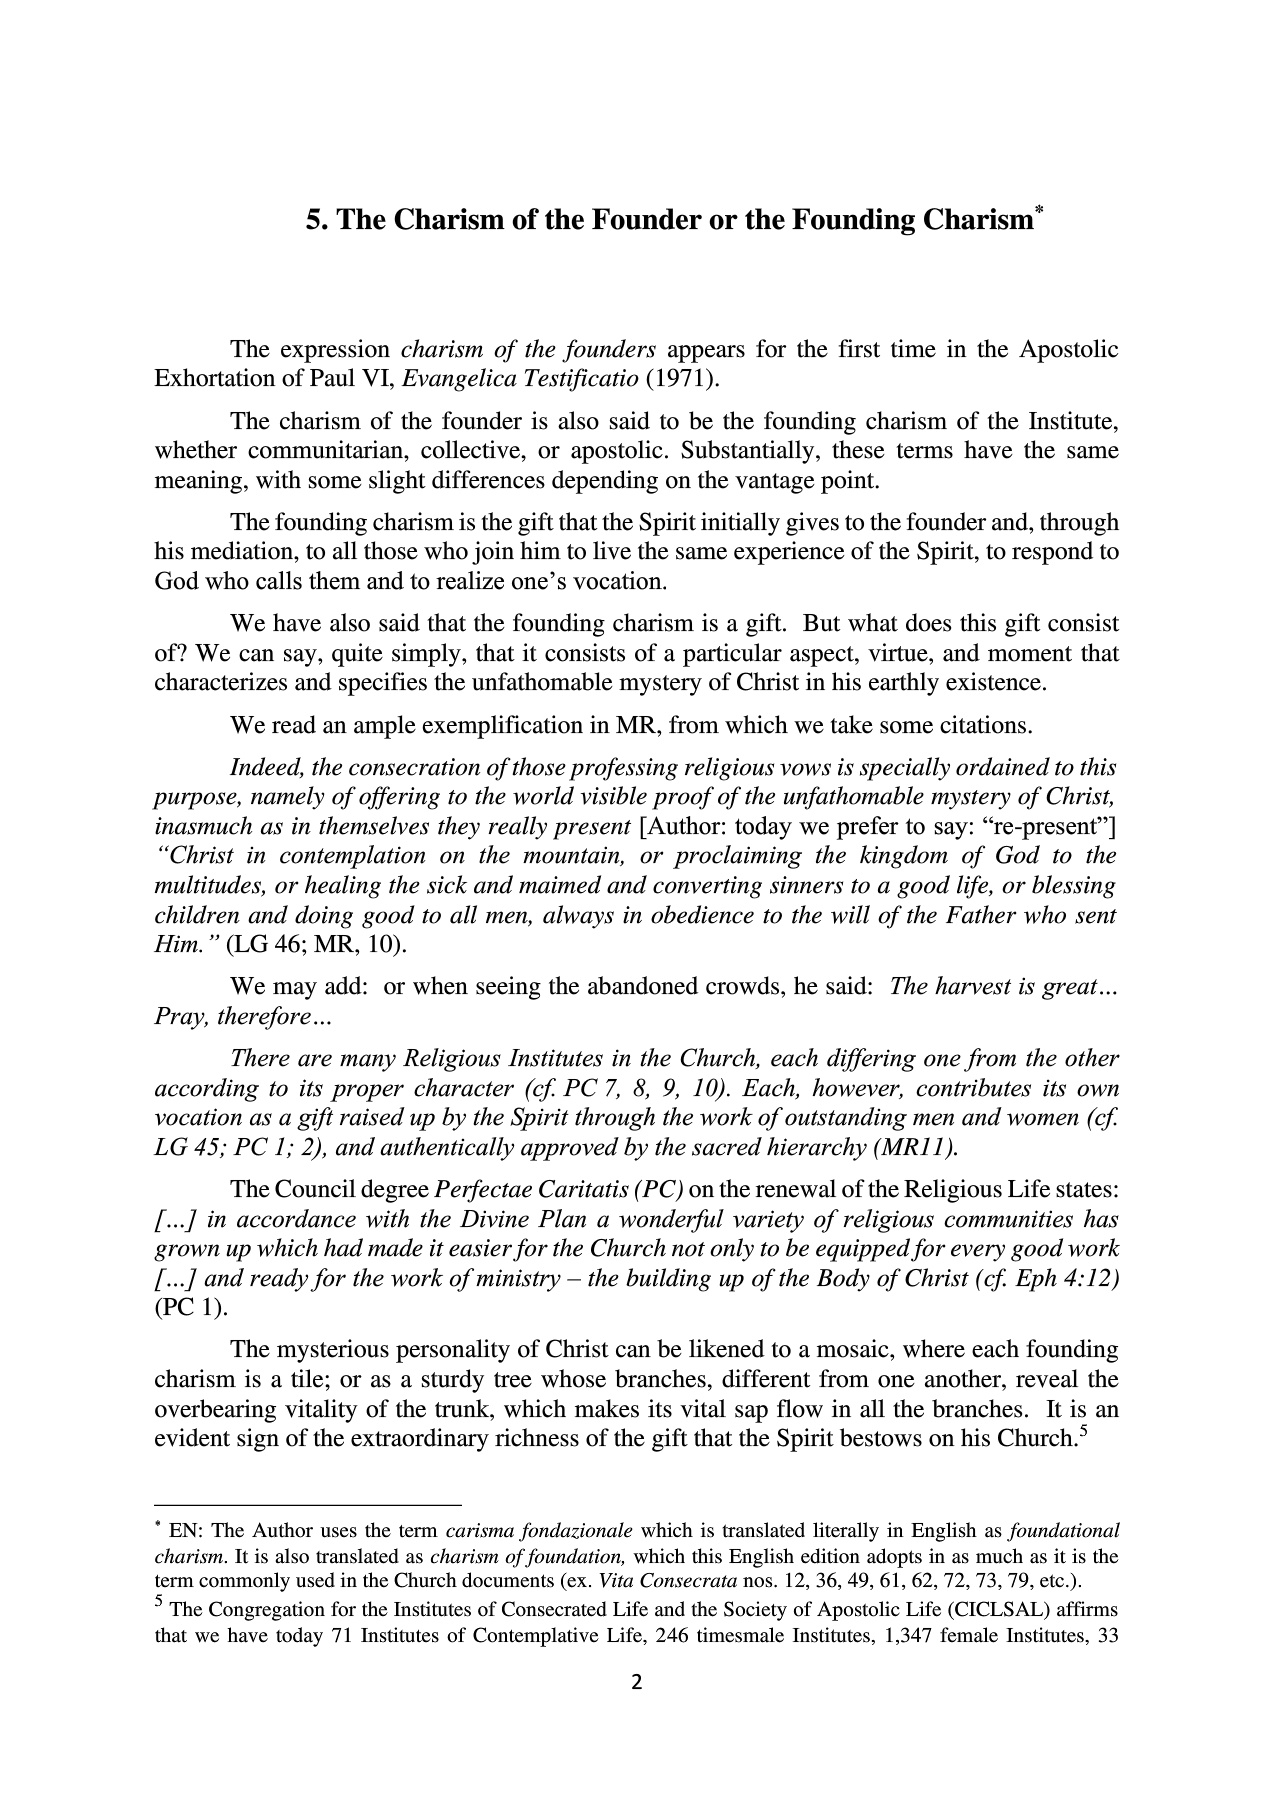 5. The Charism of the Founder or the Founding Charism*
The expression charism of the founders appears for the first time in the Apostolic
Exhortation of Paul VI, Evangelica Testificatio (1971).
The charism of the founder is also said to be the founding charism of the Institute,
whether communitarian, collective, or apostolic. Substantially, these terms have the same
meaning, with some slight differences depending on the vantage point.
The founding charism is the gift that the Spirit initially gives to the founder and, through
his mediation, to all those who join him to live the same experience of the Spirit, to respond to
God who calls them and to realize one’s vocation.
We have also said that the founding charism is a gift.  But what does this gift consist
of? We can say, quite simply, that it consists of a particular aspect, virtue, and moment that
characterizes and specifies the unfathomable mystery of Christ in his earthly existence.
We read an ample exemplification in MR, from which we take some citations.
Indeed, the consecration of those professing religious vows is specially ordained to this
purpose, namely of offering to the world visible proof of the unfathomable mystery of Christ,
inasmuch as in themselves they really present [Author: today we prefer to say: “re-present”]
“Christ in contemplation on the mountain, or proclaiming the kingdom of God to the
multitudes, or healing the sick and maimed and converting sinners to a good life, or blessing
children and doing good to all men, always in obedience to the will of the Father who sent
Him.” (LG 46; MR, 10).
We may add:  or when seeing the abandoned crowds, he said:  The harvest is great…
Pray, therefore…
There are many Religious Institutes in the Church, each differing one from the other
according to its proper character (cf. PC 7, 8, 9, 10). Each, however, contributes its own
vocation as a gift raised up by the Spirit through the work of outstanding men and women (cf.
LG 45; PC 1; 2), and authentically approved by the sacred hierarchy (MR11).
The Council degree Perfectae Caritatis (PC) on the renewal of the Religious Life states:
[...] in accordance with the Divine Plan a wonderful variety of religious communities has
grown up which had made it easier for the Church not only to be equipped for every good work
[...] and ready for the work of ministry – the building up of the Body of Christ (cf. Eph 4:12)
(PC 1).
The mysterious personality of Christ can be likened to a mosaic, where each founding
charism is a tile; or as a sturdy tree whose branches, different from one another, reveal the
overbearing vitality of the trunk, which makes its vital sap flow in all the branches.  It is an
evident sign of the extraordinary richness of the gift that the Spirit bestows on his Church.5
* EN: The Author uses the term carisma fondazionale which is translated literally in English as foundational
charism. It is also translated as charism of foundation, which this English edition adopts in as much as it is the
term commonly used in the Church documents (ex. Vita Consecrata nos. 12, 36, 49, 61, 62, 72, 73, 79, etc.).
5 The Congregation for the Institutes of Consecrated Life and the Society of Apostolic Life (CICLSAL) affirms
that we have today 71 Institutes of Contemplative Life, 246 timesmale Institutes, 1,347 female Institutes, 33
2